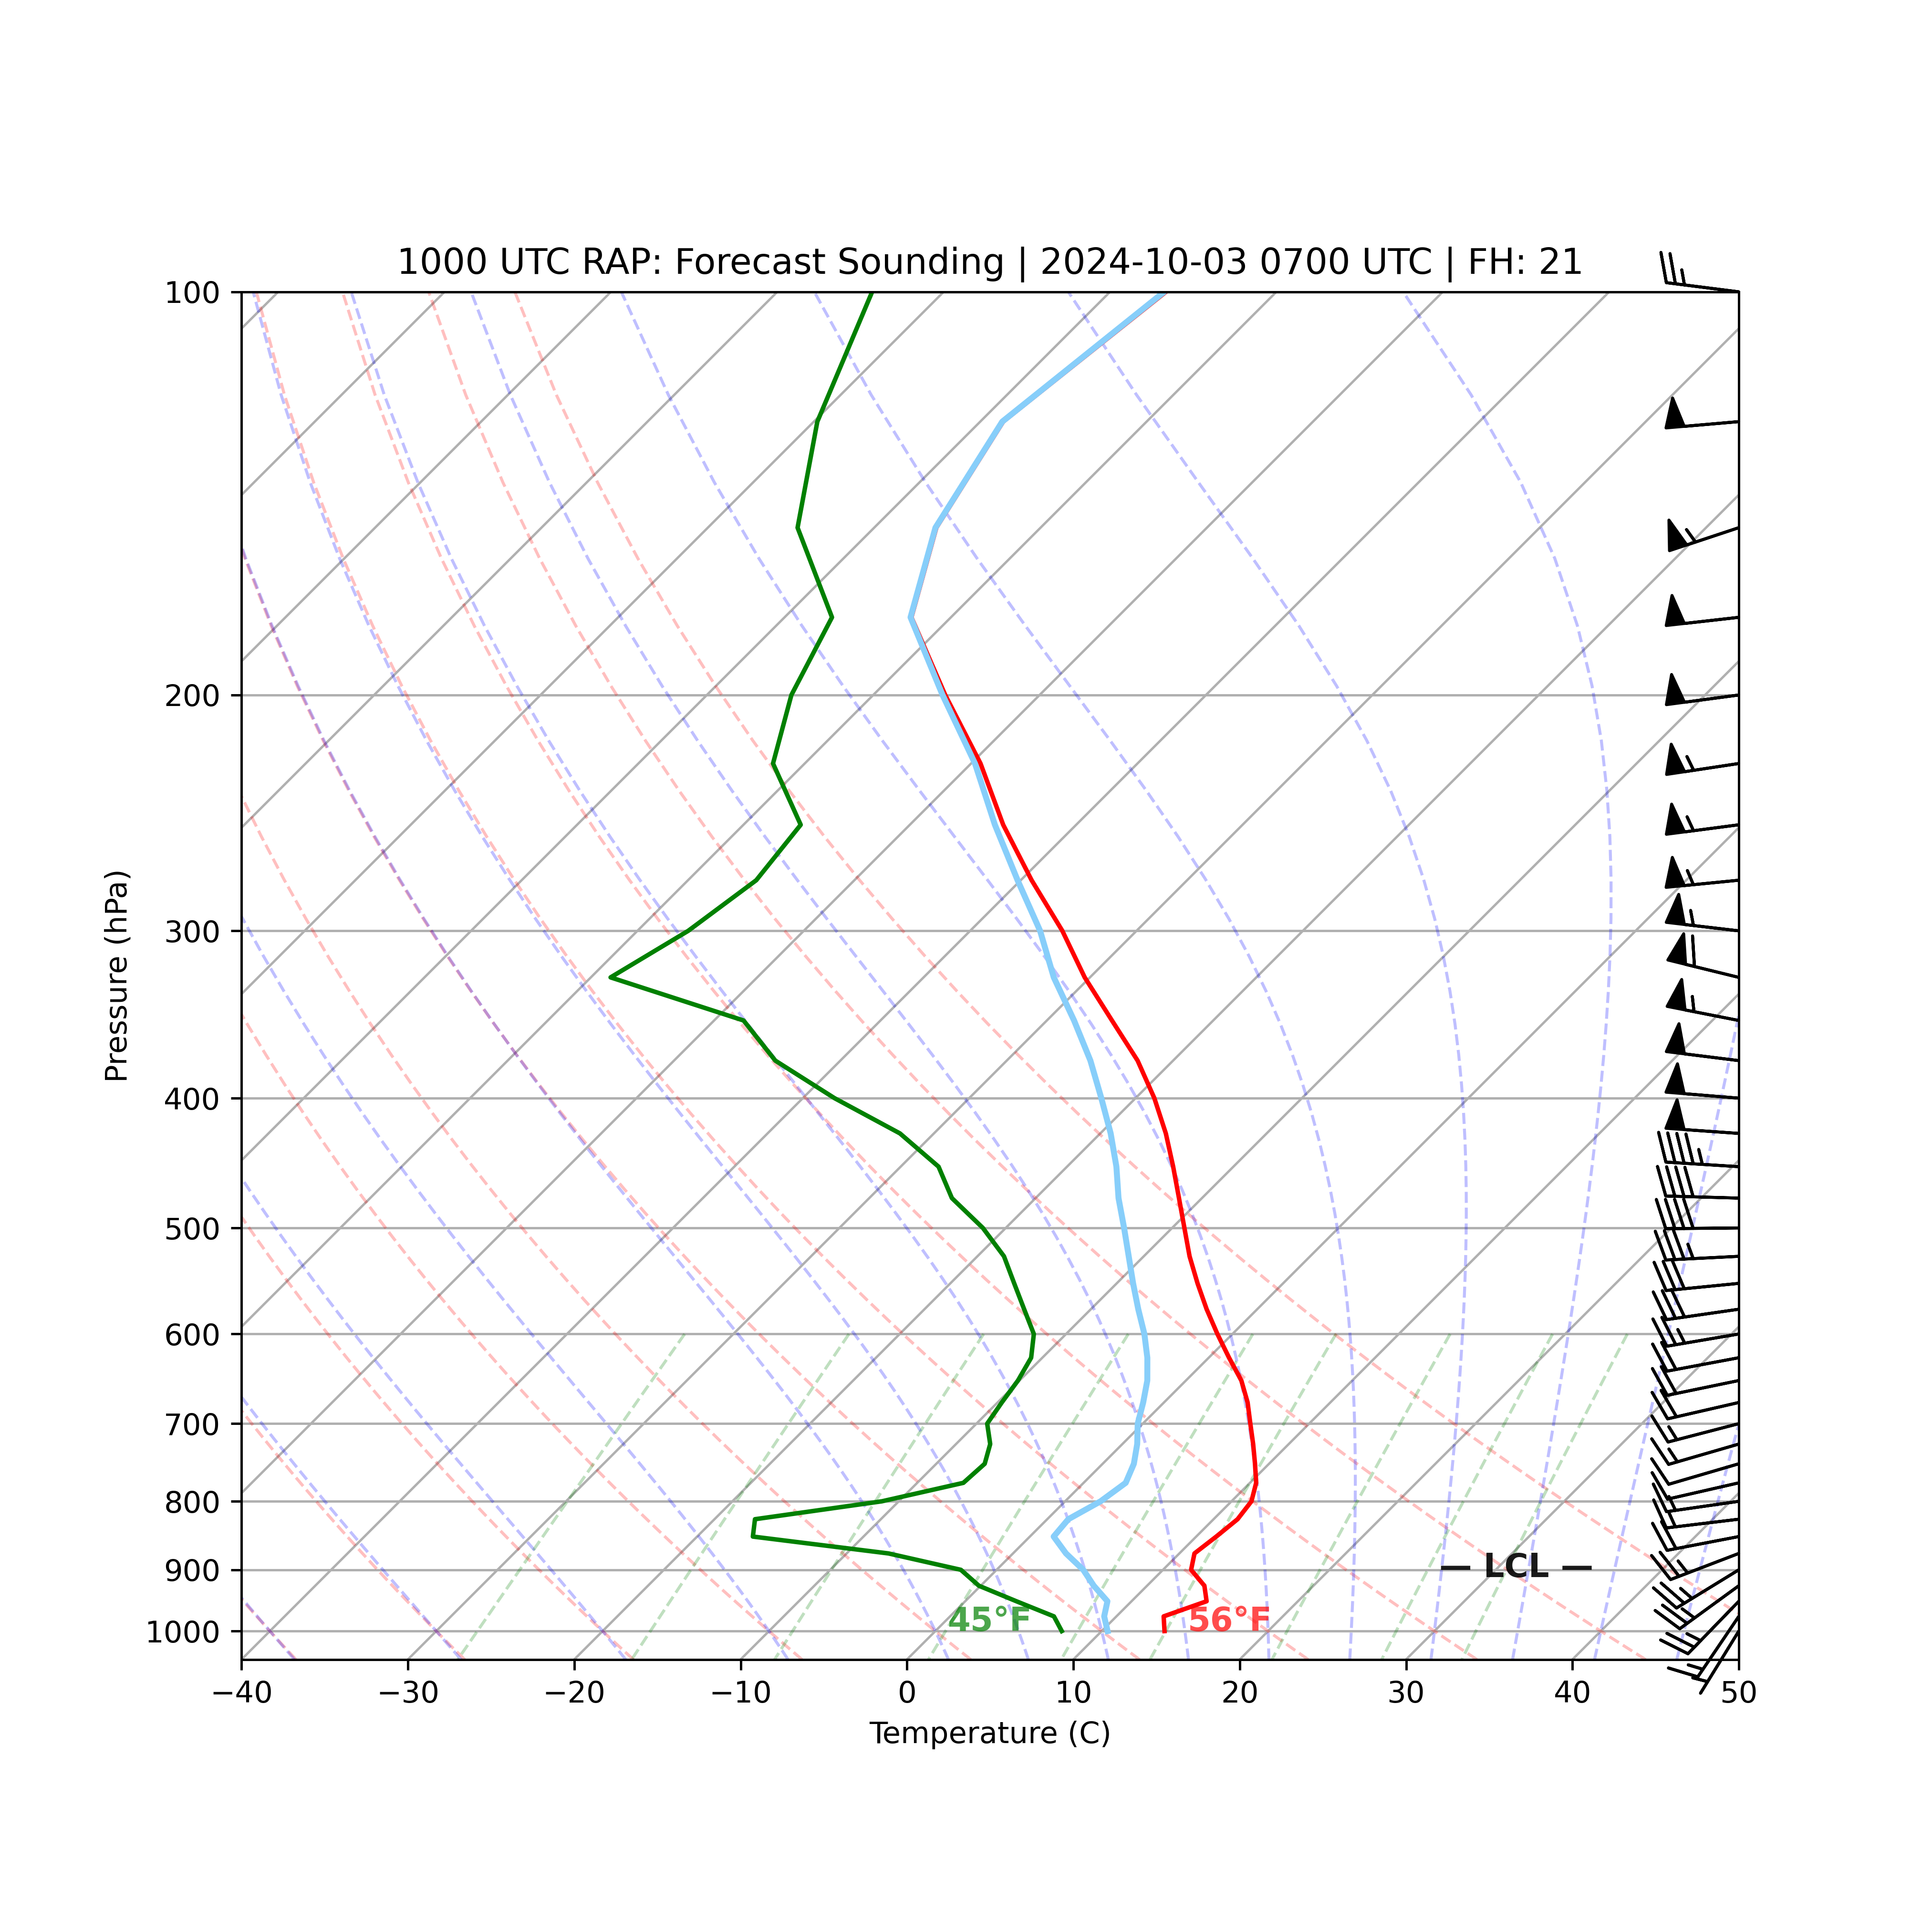 1000 UTC RAP: Forecast Sounding | 2024-10-03 0700 UTC | FH: 21
100
200
300
400
500
600
700
800
900
1000
Pressure (hPa)
— LCL —
45°F
56°F
−40 −30 −20 −10 0 10 20 30 40 50
Temperature (C)